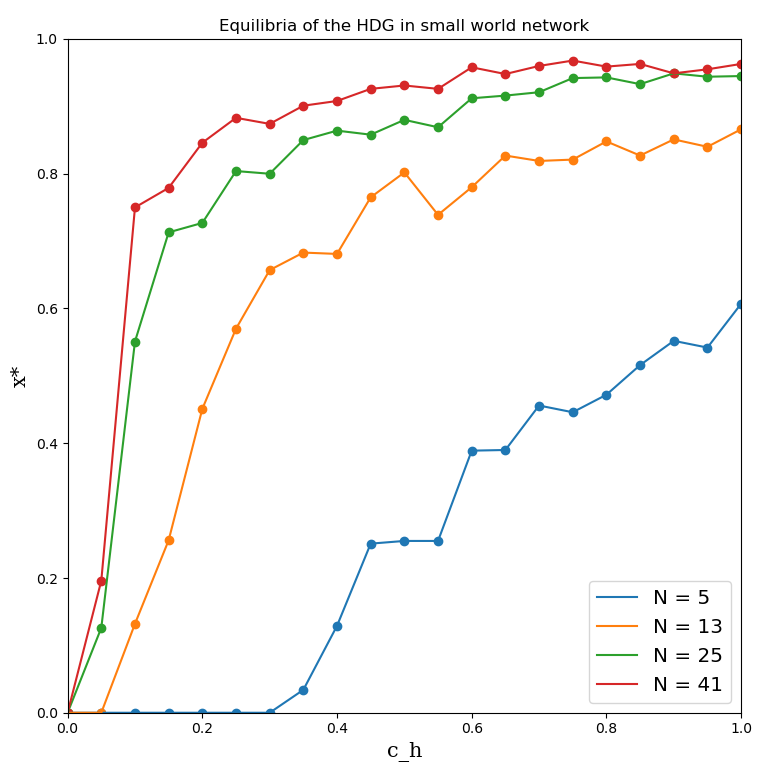 Equilibria of the HDG in small world network
1.0
0.8
0.6
0.4
0.2
0.0
x*
0.0 0.2 0.4 0.6 0.8 1.0
c_h
N = 5
N = 13
N = 25
N = 41